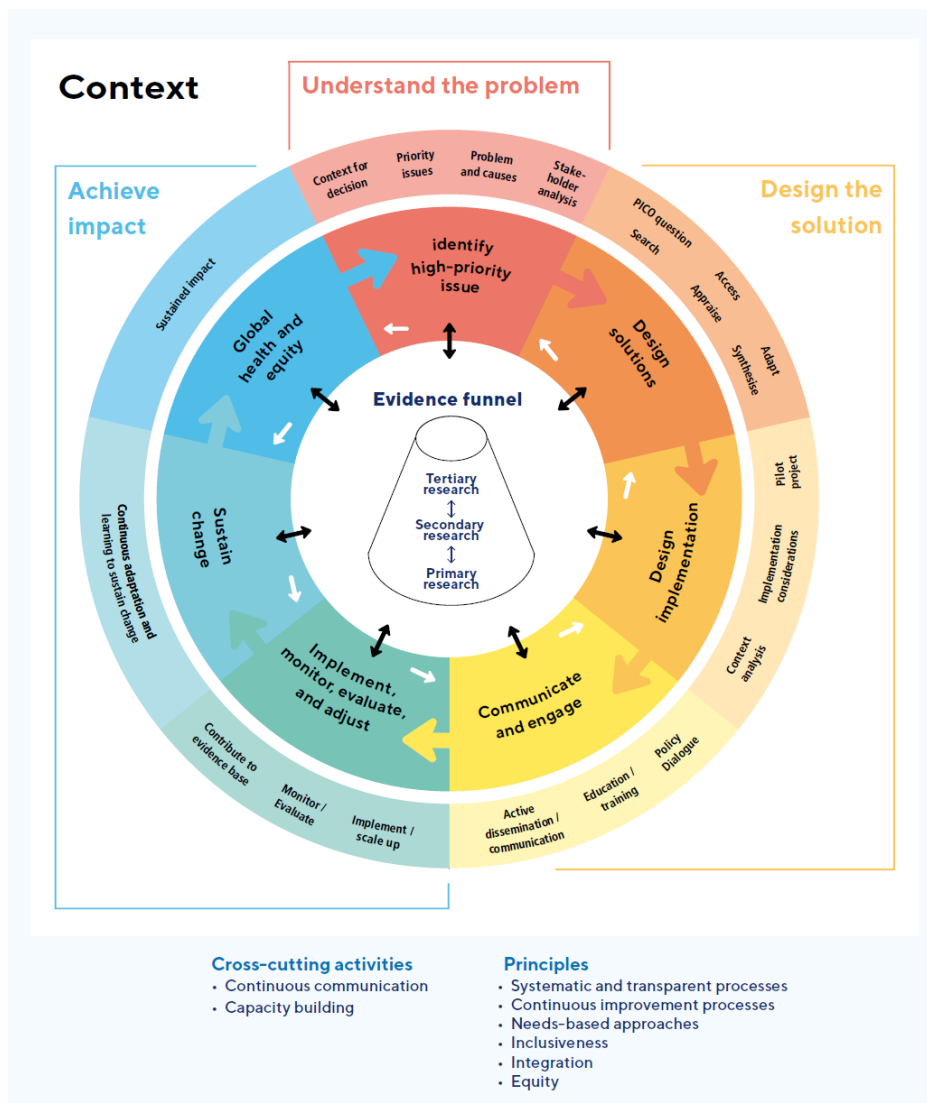 Context
Understand the problem
Achieve
impact
Design the
solution
Context for
decision
Priority
issues
Problem
and causes
Stake-
holder
analysis
PICO question
Search
Access
Appraise
Adapt
Synthesise
Pilot
project
Implementation
considerations
Context
analysis
Policy
Dialogue
Education /
training
Active
dissemination /
communication
Implement /
scale up
Monitor /
Evaluate
Contribute to
evidence base
Continuous adaptation and
learning to sustain change
Sustained impact
identify
high-priority
issue
Design
solutions
Design
implementation
Communicate
and engage
Implement,
monitor, evaluate,
and adjust
Sustain
change
Global
health and
equity
Evidence funnel
Tertiary
research
Secondary
research
Primary
research
Cross-cutting activities
• Continuous communication
• Capacity building
Principles
• Systematic and transparent processes
• Continuous improvement processes
• Needs-based approaches
• Inclusiveness
• Integration
• Equity